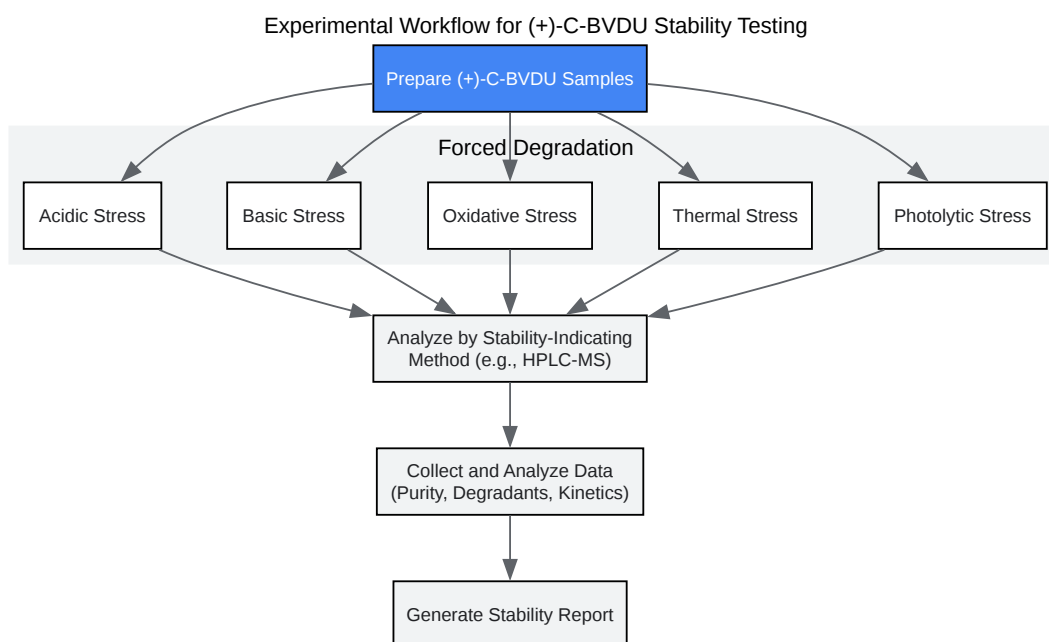 Experimental Workflow for (+)-C-BVDU Stability Testing
Prepare (+)-C-BVDU Samples
Forced Degradation
Acidic Stress
Basic Stress
Oxidative Stress
Thermal Stress
Photolytic Stress
Analyze by Stability-Indicating
Method (e.g., HPLC-MS)
Collect and Analyze Data
(Purity, Degradants, Kinetics)
Generate Stability Report